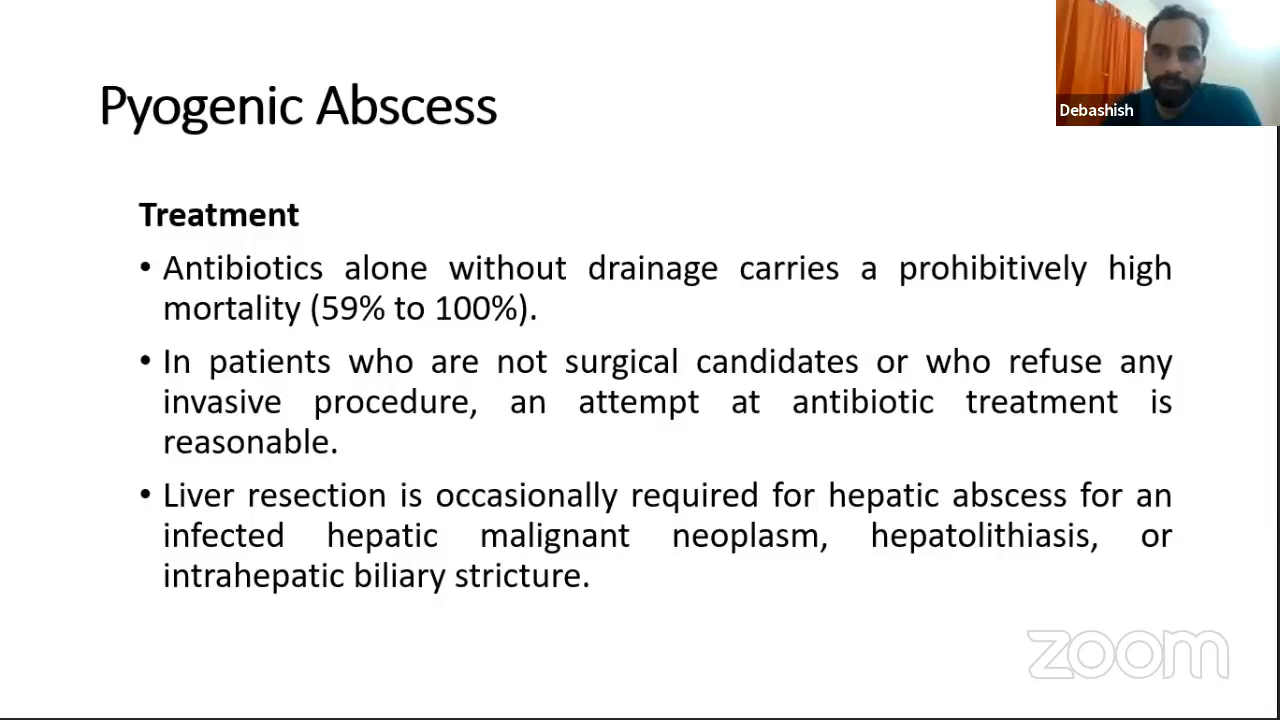 Pyogenic Abscess
Debashish
Treatment
• Antibiotics alone without drainage carries a prohibitively high
mortality (59% to 100%).
• In patients who are not surgical candidates or who refuse any
invasive procedure, an attempt at antibiotic treatment is
reasonable.
• Liver resection is occasionally required for hepatic abscess for an
infected hepatic malignant neoplasm, hepatolithiasis, or
intrahepatic biliary stricture.
zoom